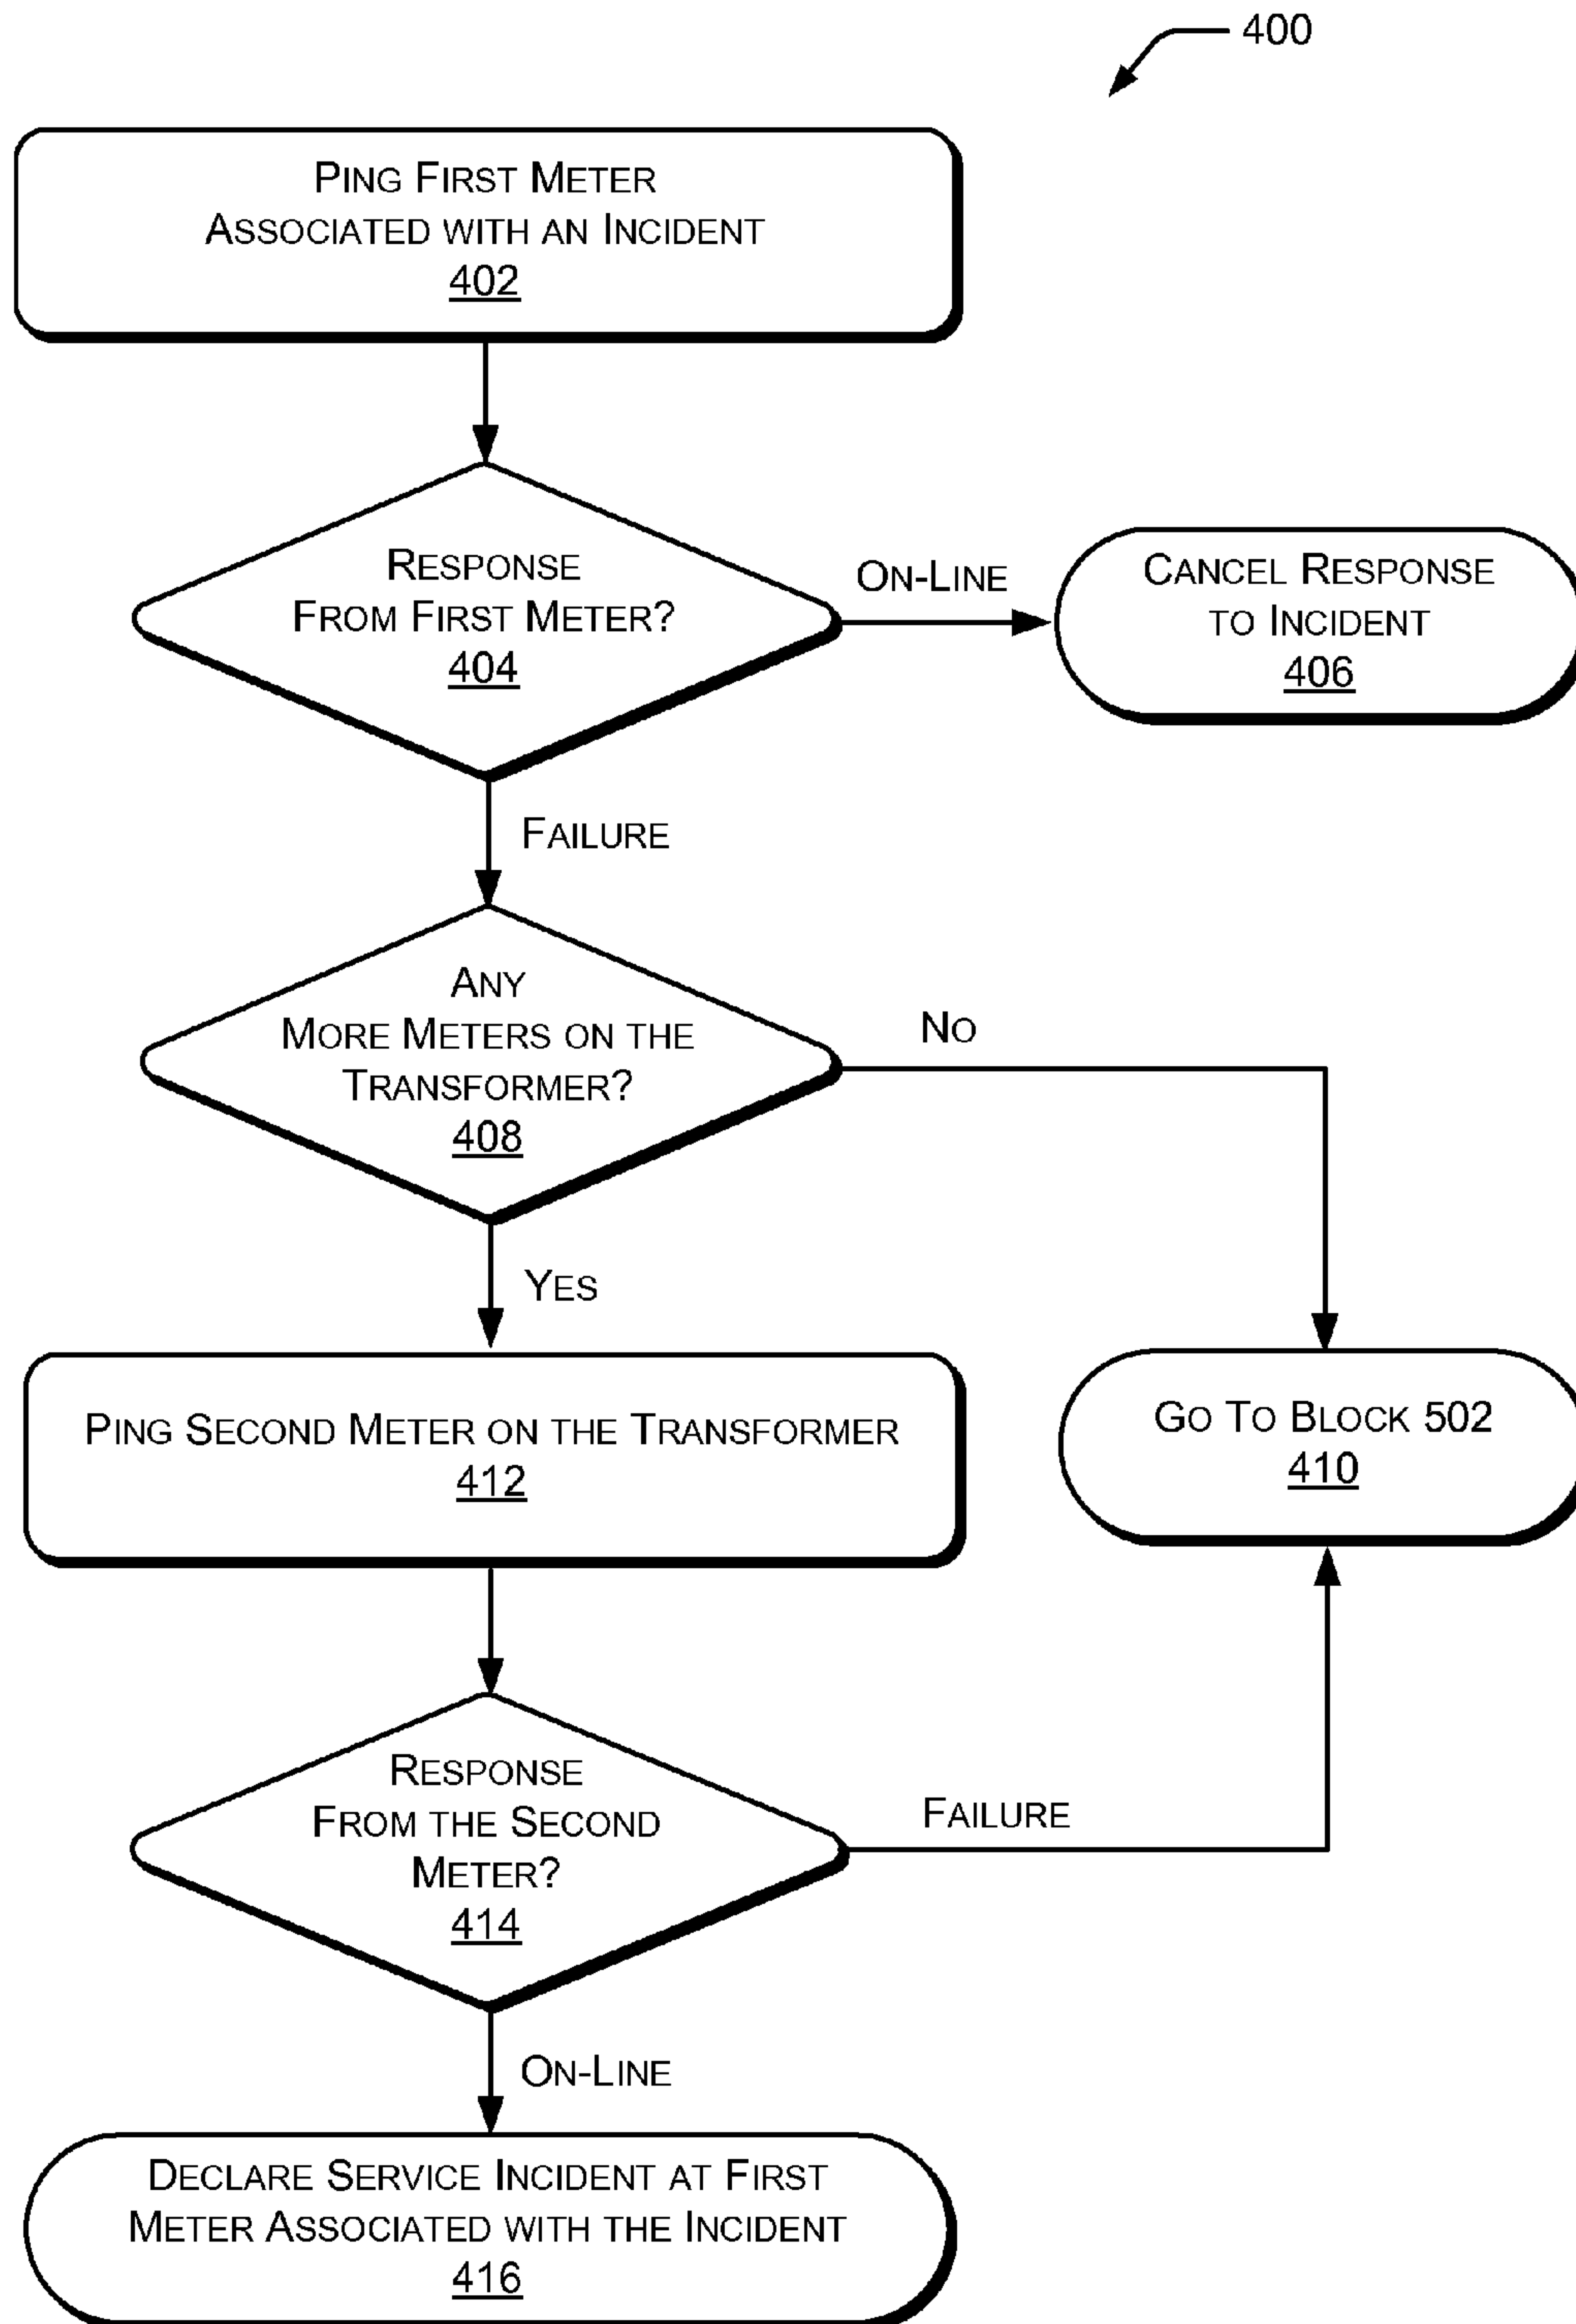 400
PING FIRST METER
ASSOCIATED WITH AN INCIDENT
402
RESPONSE
FROM FIRST METER?
404
ON-LINE
CANCEL RESPONSE
TO INCIDENT
406
FAILURE
ANY
MORE METERS ON THE
TRANSFORMER?
408
NO
YES
PING SECOND METER ON THE TRANSFORMER
412
GO TO BLOCK 502
410
RESPONSE
FROM THE SECOND
METER?
414
FAILURE
ON-LINE
DECLARE SERVICE INCIDENT AT FIRST
METER ASSOCIATED WITH THE INCIDENT
416